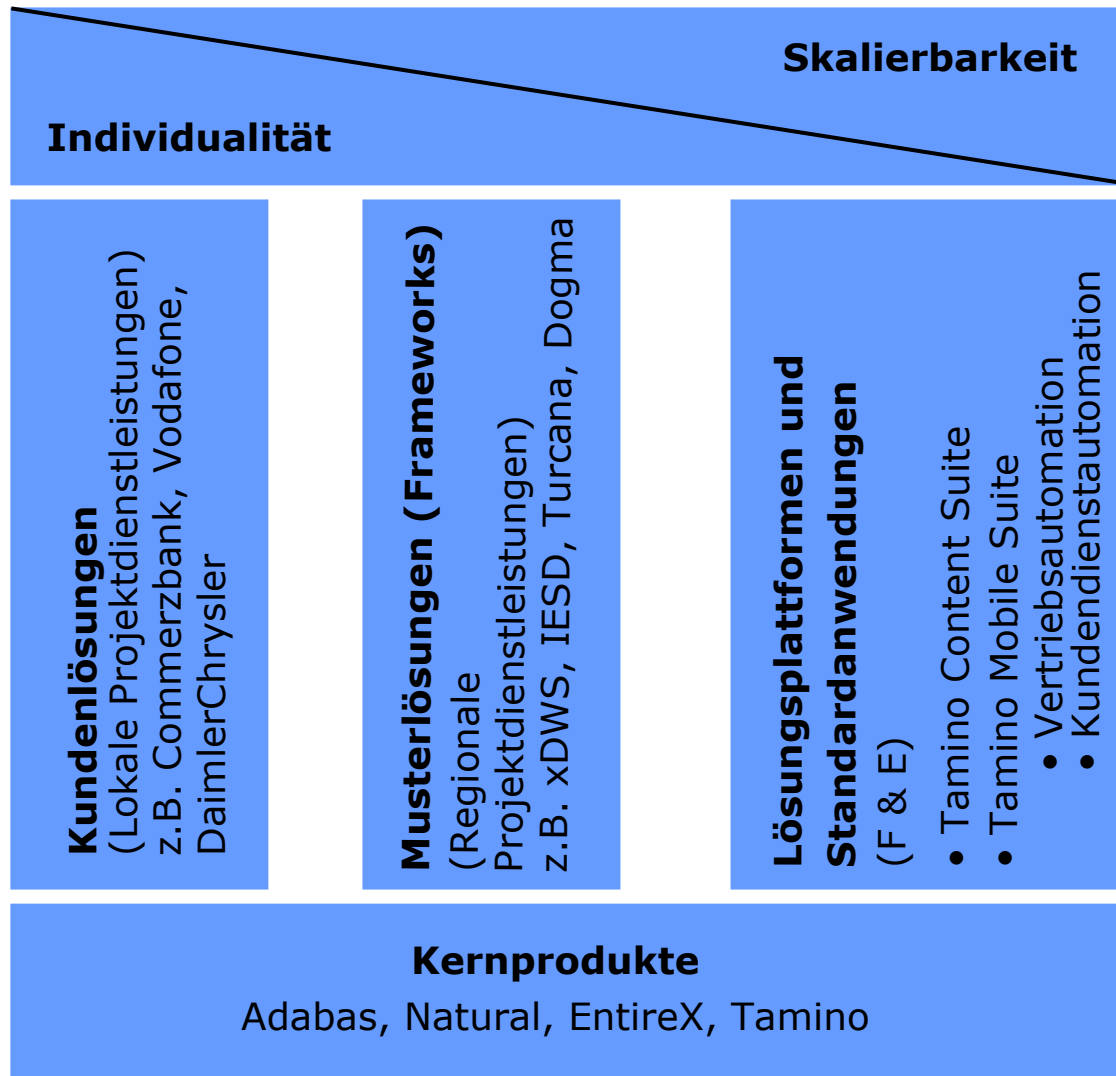 Skalierbarkeit
Individualität
Kundenlösungen
(Lokale Projektdienstleistungen)
z.B. Commerzbank, Vodafone,
DaimlerChrysler
Musterlösungen (Frameworks)
(Regionale
Projektdienstleistungen)
z.B. xDWS, IESD, Turcana, Dogma
Lösungsplattformen und
Standardanwendungen
(F & E)
• Tamino Content Suite
• Tamino Mobile Suite
• Vertriebsautomation
• Kundendienstautomation
Kernprodukte
Adabas, Natural, EntireX, Tamino